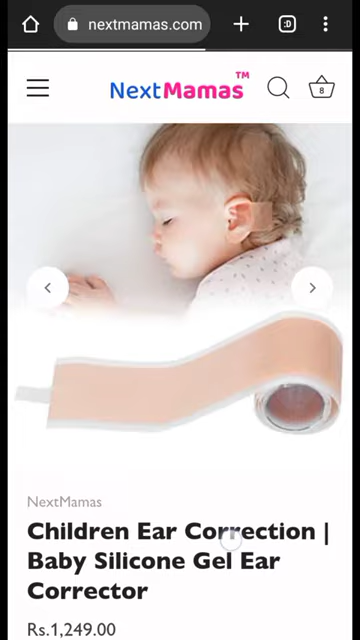 nextmamas.com
:D
NextMamas™
8
NextMamas
Children Ear Correction |
Baby Silicone Gel Ear
Corrector
Rs.1,249.00